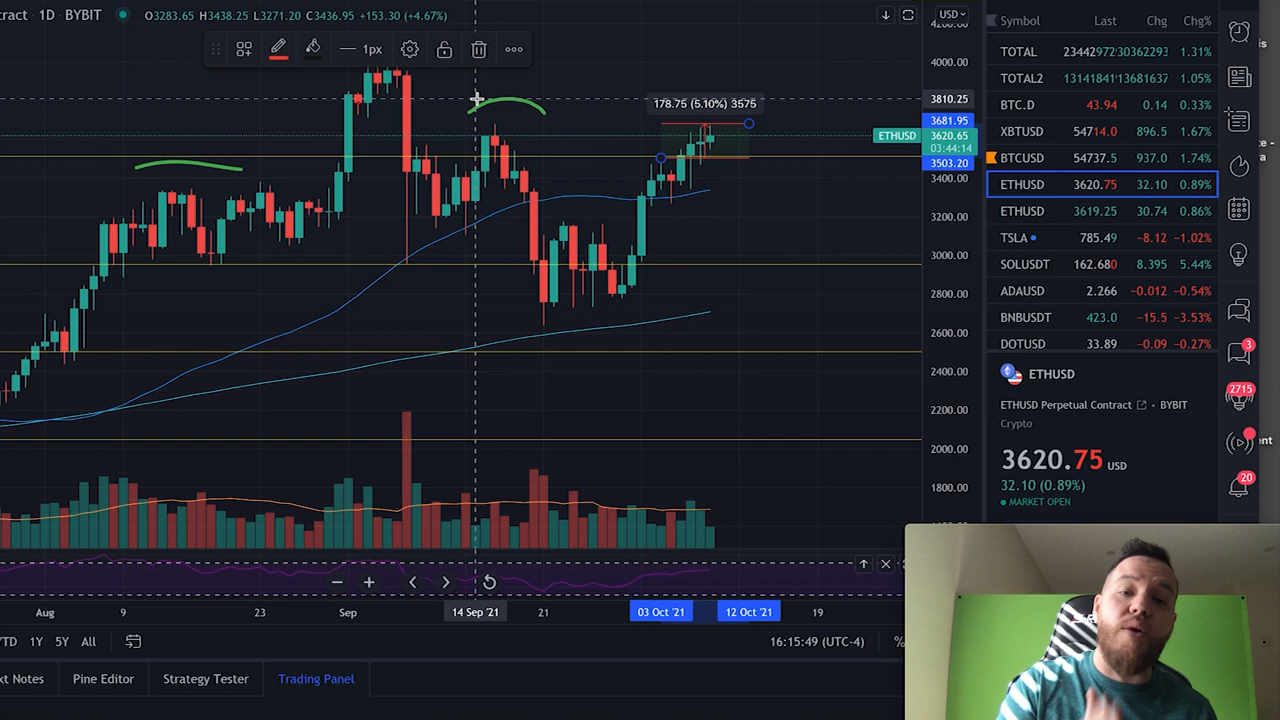 ract · 1D · BYBIT O3283.65 H3438.25 L3271.20 C3436.95 +153.30 (+4.67%)
USD
4200.00
1px
4000.00
3810.25
178.75 (5.10%) 3575
3681.95
ETHUSD 3620.65
03:44:14
3503.20
3400.00
3200.00
3000.00
2800.00
2600.00
2400.00
2200.00
2000.00
1800.00
Aug 9 23 Sep 14 Sep '21 21 03 Oct '21 12 Oct '21 19
YTD 1Y 5Y All 16:15:49 (UTC-4) %
xt Notes Pine Editor Strategy Tester Trading Panel
Symbol Last Chg Chg%
TOTAL 23442972130362293 1.31%
TOTAL2 13141841113681637 1.05%
BTC.D 43.94 0.14 0.33%
XBTUSD 54714.0 896.5 1.67%
BTCUSD 54737.5 937.0 1.74%
ETHUSD 3620.75 32.10 0.89%
ETHUSD 3619.25 30.74 0.86%
TSLA 785.49 −8.12 −1.02%
SOLUSDT 162.680 8.395 5.44%
ADAUSD 2.266 −0.012 −0.54%
BNBUSDT 423.0 −15.5 −3.53%
DOTUSD 33.89 −0.09 −0.27%
ETHUSD
ETHUSD Perpetual Contract · BYBIT
Crypto
3620.75 USD
32.10 (0.89%)
MARKET OPEN
3
2715
20